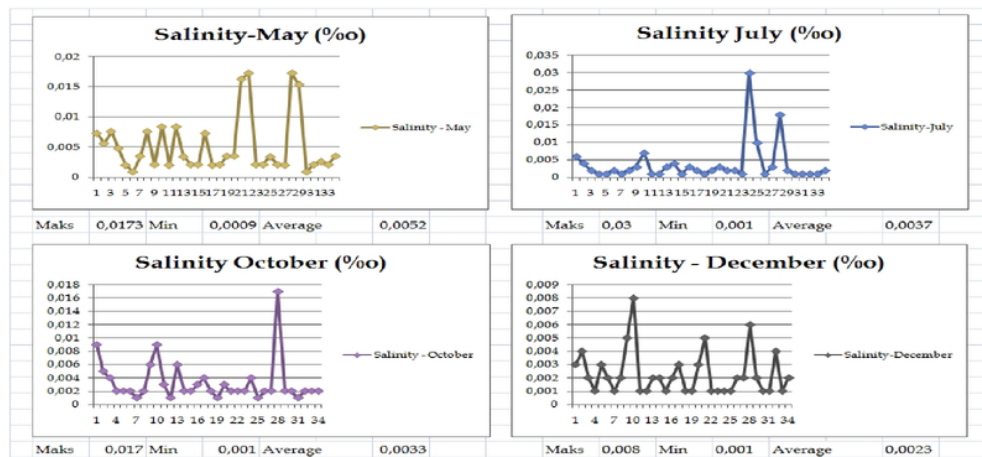 Salinity-May (%o)
0,02
0,015
0,01
0,005
0
1 3 5 7 9 11 13 15 17 19 21 23 25 27 29 31 33
Salinity - May
Maks 0,0173 Min 0,0009 Average 0,0052
Salinity July (%o)
0,035
0,03
0,025
0,02
0,015
0,01
0,005
0
1 3 5 7 9 11 13 15 17 19 21 23 25 27 29 31 33
Salinity-July
Maks 0,03 Min 0,001 Average 0,0037
Salinity October (%o)
0,018
0,016
0,014
0,012
0,01
0,008
0,006
0,004
0,002
0
1 4 7 10 13 16 19 22 25 28 31 34
Salinity - October
Maks 0,017 Min 0,001 Average 0,0033
Salinity - December (%o)
0,009
0,008
0,007
0,006
0,005
0,004
0,003
0,002
0,001
0
1 4 7 10 13 16 19 22 25 28 31 34
Salinity-December
Maks 0,008 Min 0,001 Average 0,0023